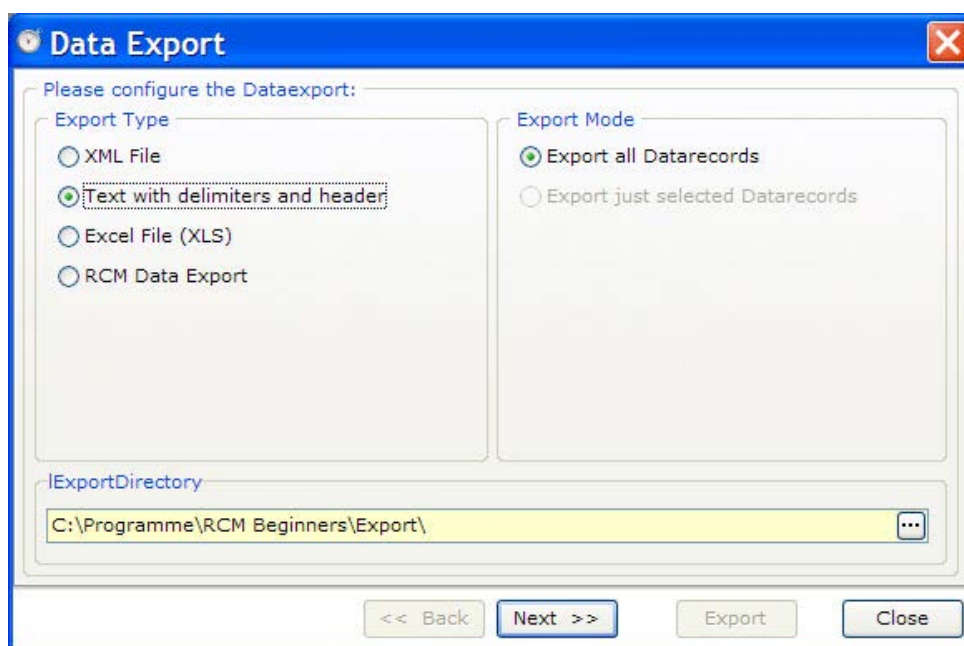 Data Export
Please configure the Dataexport:
Export Type
XML File
Text with delimiters and header
Excel File (XLS)
RCM Data Export
Export Mode
Export all Datarecords
Export just selected Datarecords
lExportDirectory
C:\Programme\RCM Beginners\Export\
...
<< Back
Next >>
Export
Close